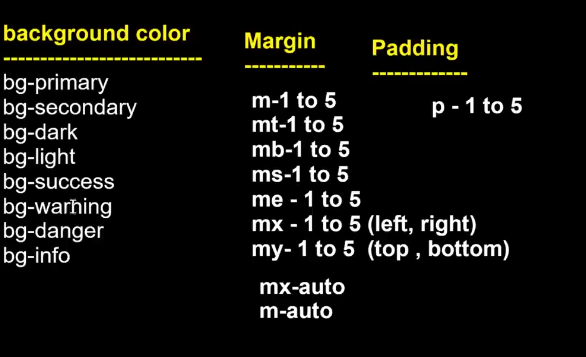 background color
----------------------------
bg-primary
bg-secondary
bg-dark
bg-light
bg-success
bg-warning
bg-danger
bg-info
Margin
-----------
m-1 to 5
mt-1 to 5
mb-1 to 5
ms-1 to 5
me - 1 to 5
mx - 1 to 5 (left, right)
my- 1 to 5  (top , bottom)
mx-auto
m-auto
Padding
-------------
p - 1 to 5